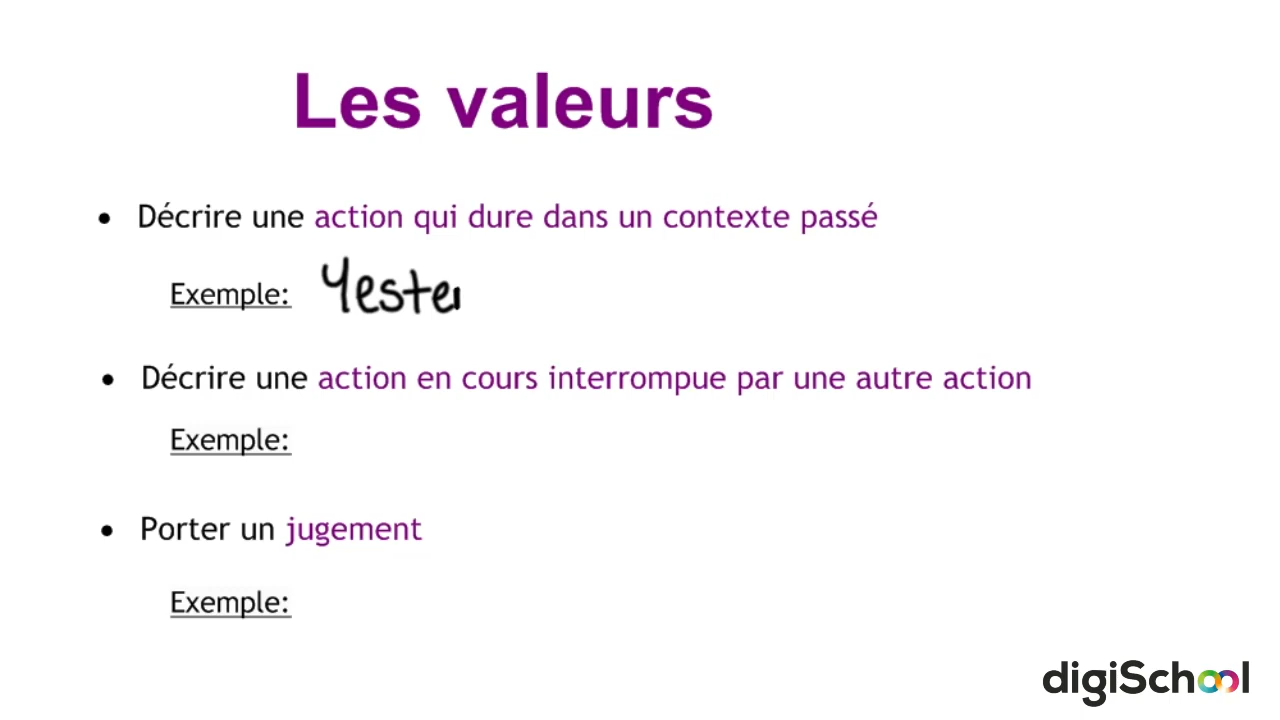 Les valeurs
• Décrire une action qui dure dans un contexte passé
Exemple: Yester
• Décrire une action en cours interrompue par une autre action
Exemple:
• Porter un jugement
Exemple:
digiSchool